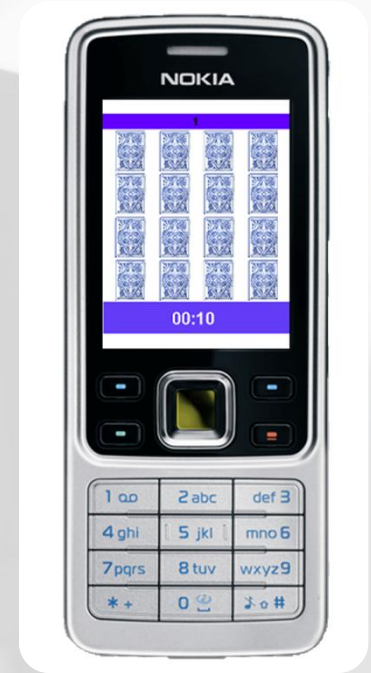 NOKIA
1
00:10
1 ꝏ 2 abc def 3
4 ghi 5 jkl mno 6
7 pqrs 8 tuv wxyz 9
* + 0 #